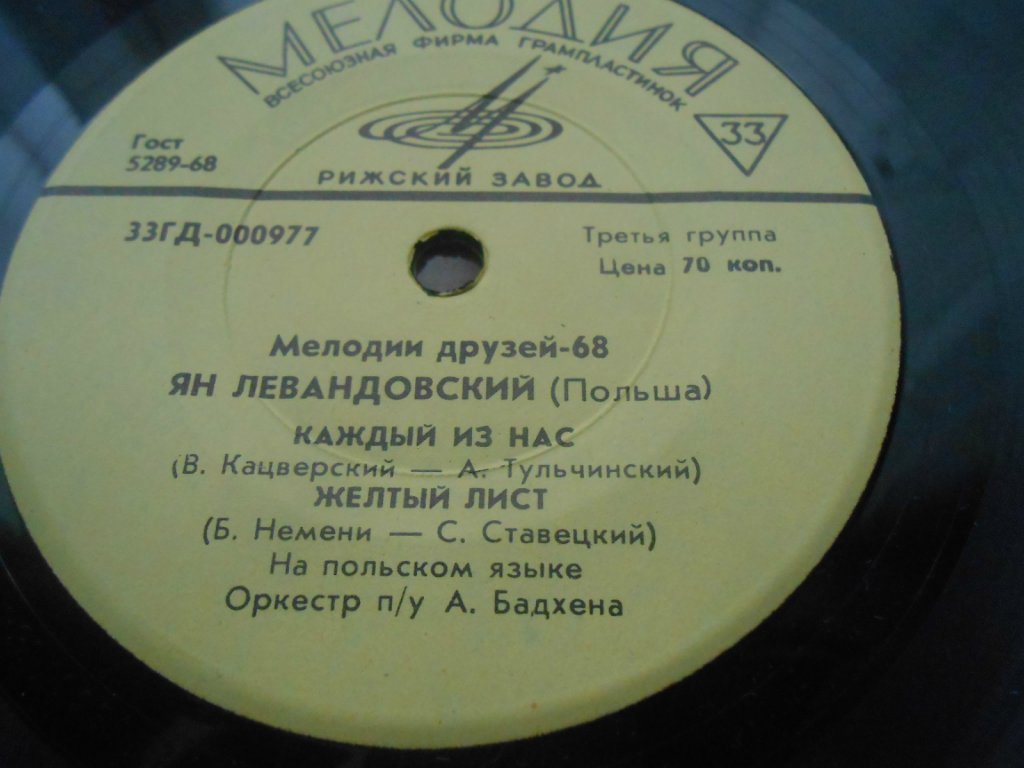 МЕЛОДИЯ
ВСЕСОЮЗНАЯ ФИРМА ГРАМПЛАСТИНОК
33
Гост
5289-68
РИЖСКИЙ ЗАВОД
33ГД-000977
Третья группа
Цена 70 коп.
Мелодии друзей-68
ЯН ЛЕВАНДОВСКИЙ (Польша)
КАЖДЫЙ ИЗ НАС
(В. Кацверский — А. Тульчинский)
ЖЕЛТЫЙ ЛИСТ
(Б. Немени — С. Ставецкий)
На польском языке
Оркестр п/у А. Бадхена